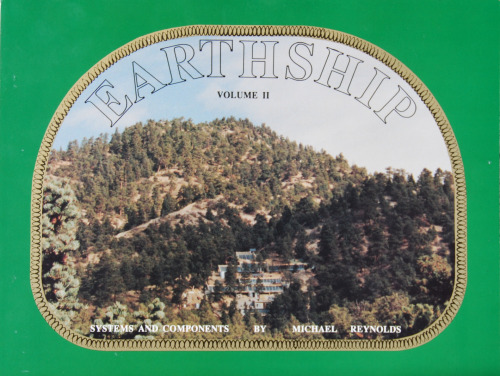 EARTHSHIP
VOLUME II
SYSTEMS AND COMPONENTS BY MICHAEL REYNOLDS